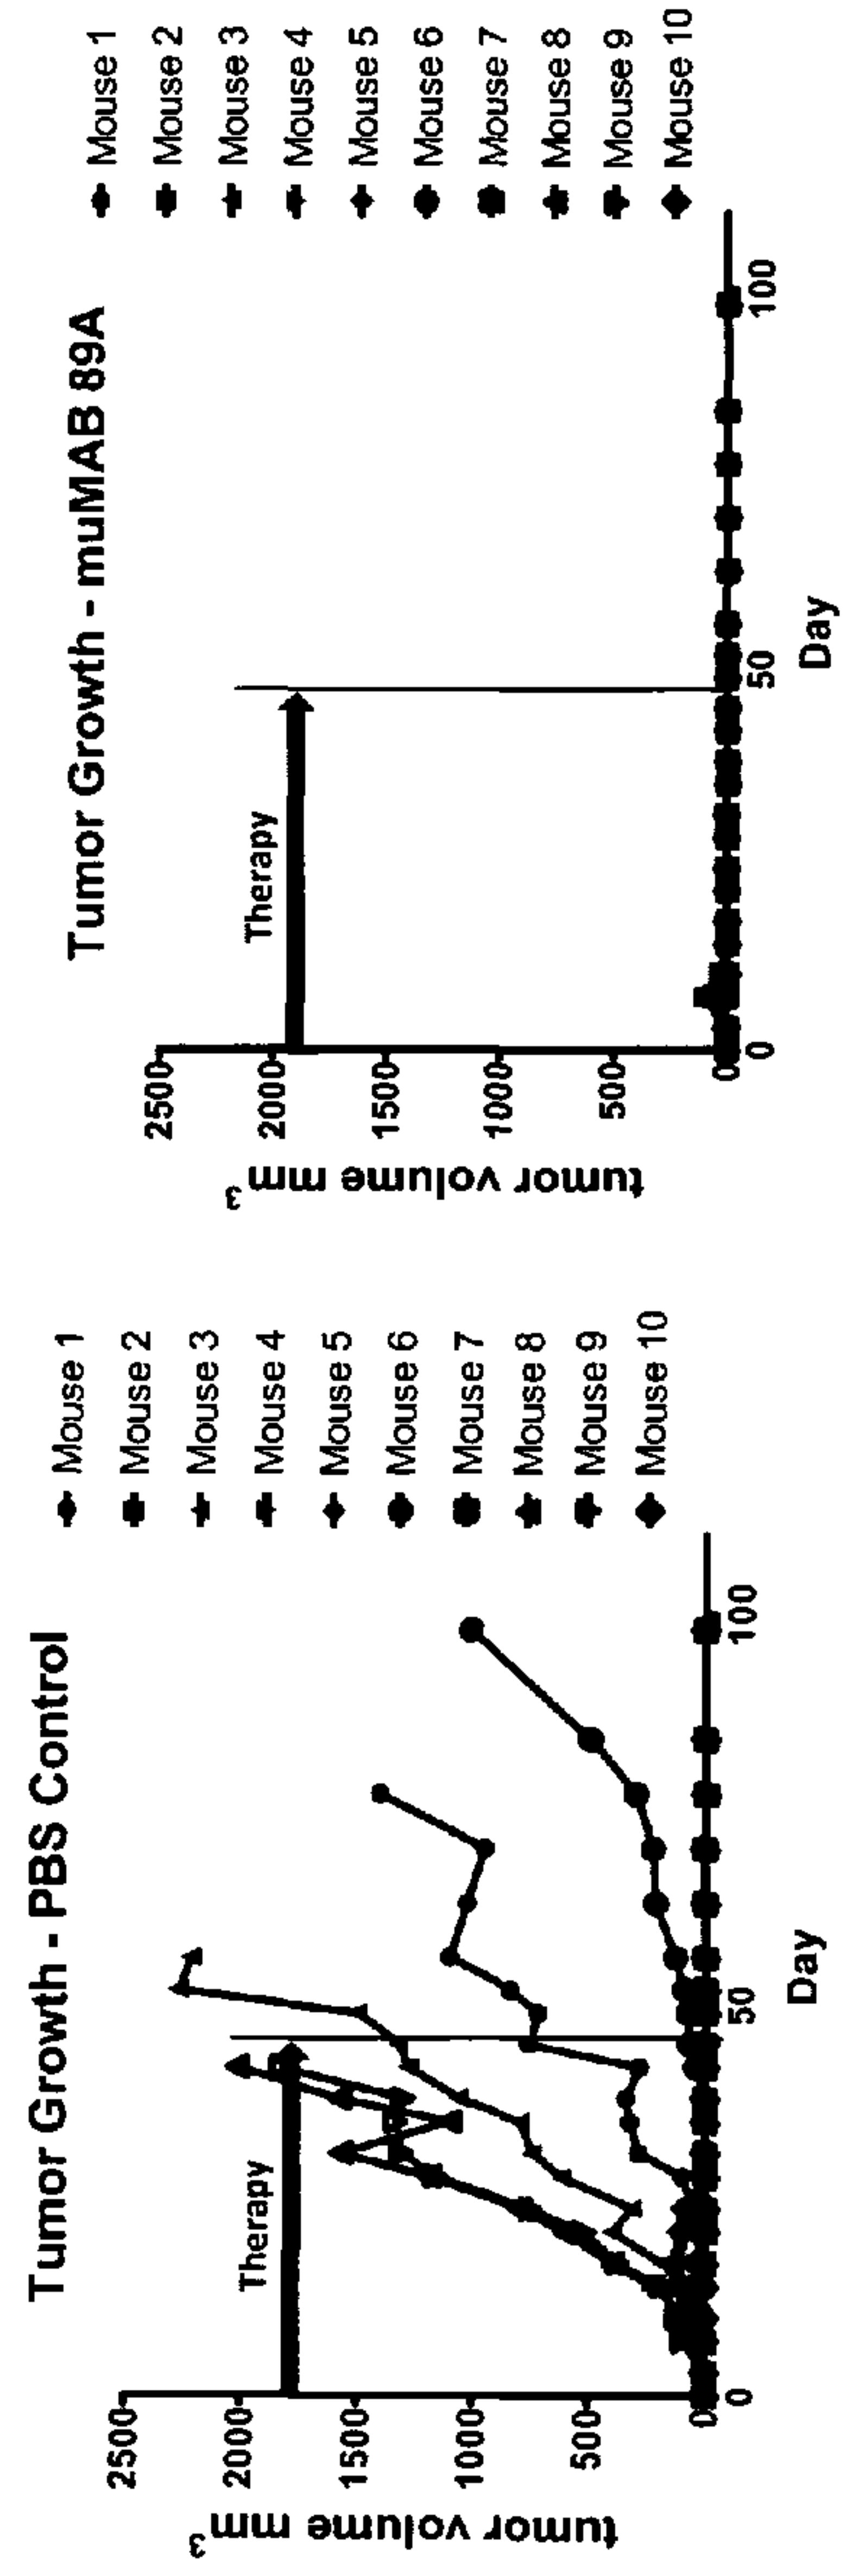 Tumor Growth - PBS Control
tumor volume mm³
2500
2000
1500
1000
500
0
Therapy
0
50
100
Day
Mouse 1
Mouse 2
Mouse 3
Mouse 4
Mouse 5
Mouse 6
Mouse 7
Mouse 8
Mouse 9
Mouse 10
Tumor Growth - muMAB 89A
tumor volume mm³
2500
2000
1500
1000
500
0
Therapy
0
50
100
Day
Mouse 1
Mouse 2
Mouse 3
Mouse 4
Mouse 5
Mouse 6
Mouse 7
Mouse 8
Mouse 9
Mouse 10